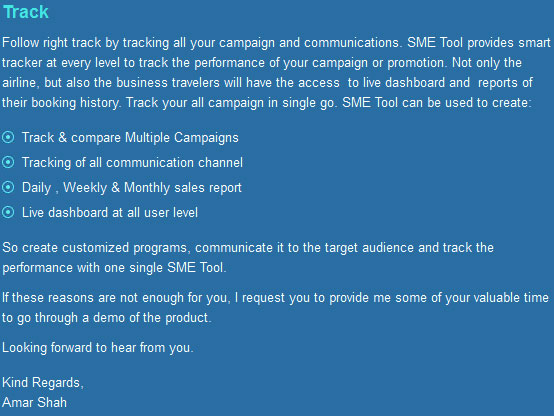 Track
Follow right track by tracking all your campaign and communications. SME Tool provides smart
tracker at every level to track the performance of your campaign or promotion. Not only the
airline, but also the business travelers will have the access  to live dashboard and  reports of
their booking history. Track your all campaign in single go. SME Tool can be used to create:
Track & compare Multiple Campaigns
Tracking of all communication channel
Daily , Weekly & Monthly sales report
Live dashboard at all user level
So create customized programs, communicate it to the target audience and track the
performance with one single SME Tool.
If these reasons are not enough for you, I request you to provide me some of your valuable time
to go through a demo of the product.
Looking forward to hear from you.
Kind Regards,
Amar Shah